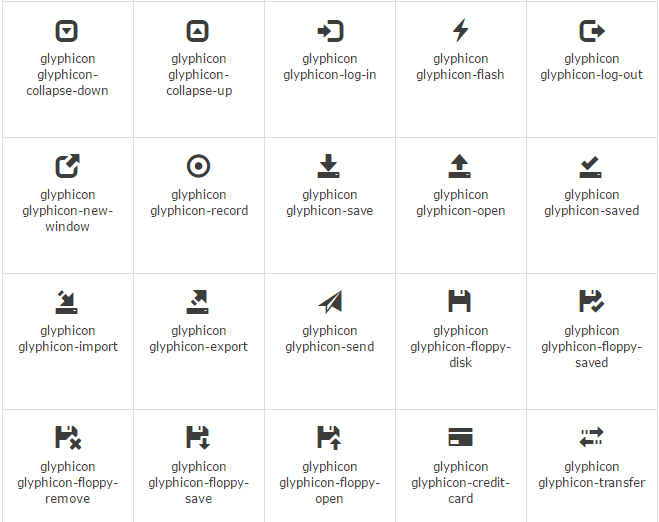 glyphicon
glyphicon-
collapse-down
glyphicon
glyphicon-
collapse-up
glyphicon
glyphicon-log-in
glyphicon
glyphicon-flash
glyphicon
glyphicon-log-out
glyphicon
glyphicon-new-
window
glyphicon
glyphicon-record
glyphicon
glyphicon-save
glyphicon
glyphicon-open
glyphicon
glyphicon-saved
glyphicon
glyphicon-import
glyphicon
glyphicon-export
glyphicon
glyphicon-send
glyphicon
glyphicon-floppy-
disk
glyphicon
glyphicon-floppy-
saved
glyphicon
glyphicon-floppy-
remove
glyphicon
glyphicon-floppy-
save
glyphicon
glyphicon-floppy-
open
glyphicon
glyphicon-credit-
card
glyphicon
glyphicon-transfer